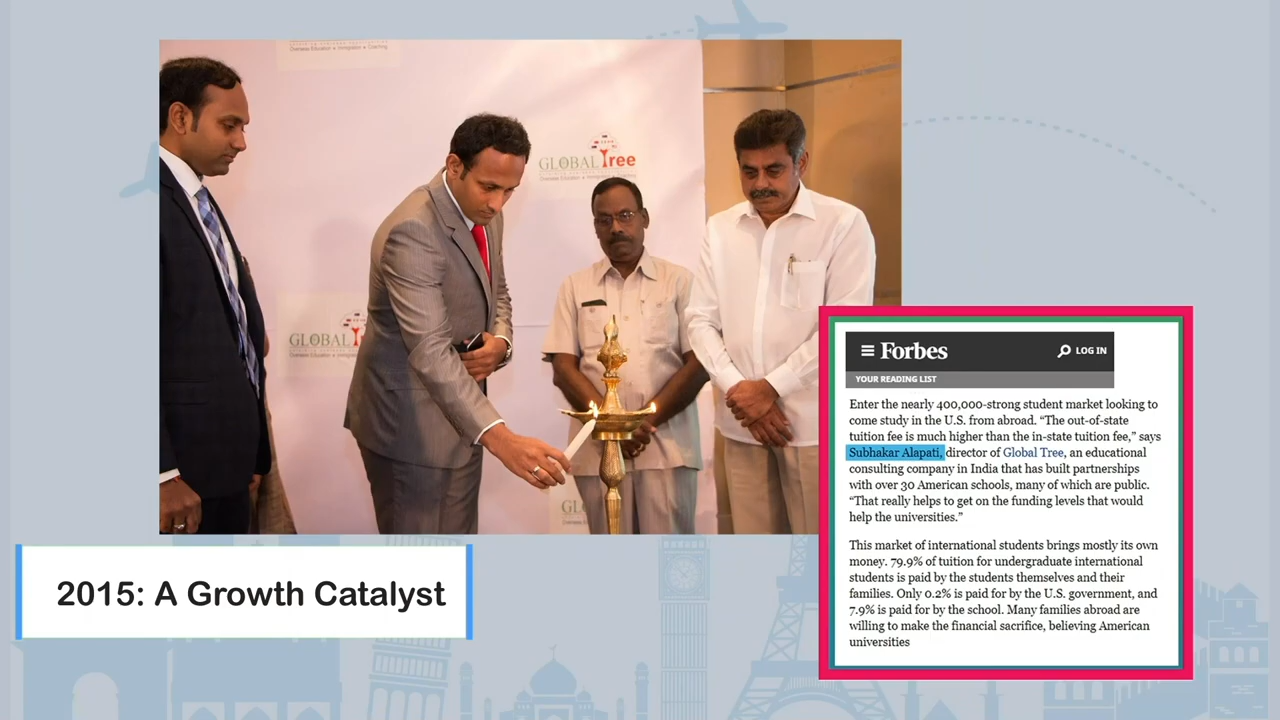 Overseas Education • Immigration • Coaching
GLOBAL Tree
Overseas Education • Immigration • Coaching
GLOBAL T
Overseas Education • Immigration
GL
Forbes
LOG IN
YOUR READING LIST
Enter the nearly 400,000-strong student market looking to
come study in the U.S. from abroad. “The out-of-state
tuition fee is much higher than the in-state tuition fee,” says
Subhakar Alapati, director of Global Tree, an educational
consulting company in India that has built partnerships
with over 30 American schools, many of which are public.
“That really helps to get on the funding levels that would
help the universities.”
This market of international students brings mostly its own
money. 79.9% of tuition for undergraduate international
students is paid by the students themselves and their
families. Only 0.2% is paid for by the U.S. government, and
7.9% is paid for by the school. Many families abroad are
willing to make the financial sacrifice, believing American
universities
2015: A Growth Catalyst